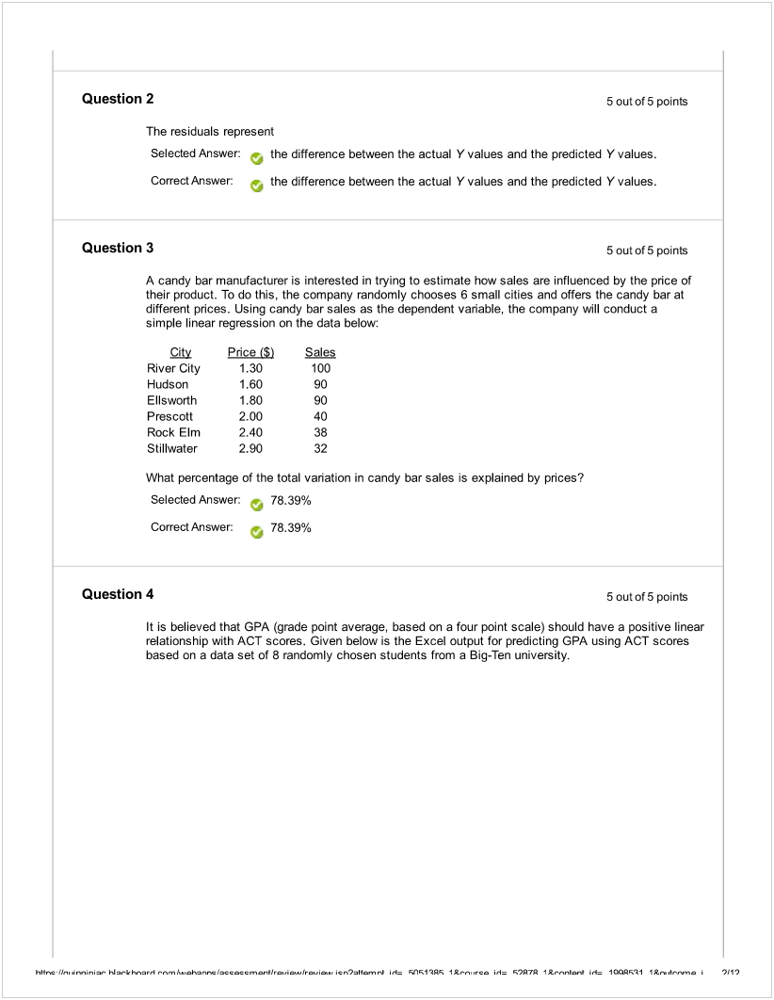 Question 2
5 out of 5 points
The residuals represent
Selected Answer: the difference between the actual Y values and the predicted Y values.
Correct Answer: the difference between the actual Y values and the predicted Y values.
Question 3
5 out of 5 points
A candy bar manufacturer is interested in trying to estimate how sales are influenced by the price of
their product. To do this, the company randomly chooses 6 small cities and offers the candy bar at
different prices. Using candy bar sales as the dependent variable, the company will conduct a
simple linear regression on the data below:
City Price ($) Sales
River City 1.30 100
Hudson 1.60 90
Ellsworth 1.80 90
Prescott 2.00 40
Rock Elm 2.40 38
Stillwater 2.90 32
What percentage of the total variation in candy bar sales is explained by prices?
Selected Answer: 78.39%
Correct Answer: 78.39%
Question 4
5 out of 5 points
It is believed that GPA (grade point average, based on a four point scale) should have a positive linear
relationship with ACT scores. Given below is the Excel output for predicting GPA using ACT scores
based on a data set of 8 randomly chosen students from a Big-Ten university.
https://quinnipiac.blackboard.com/webapps/assessment/review/review.jsp?attempt_id=_5051385_1&course_id=_52878_1&content_id=_1998531_1&outcome_i… 2/12